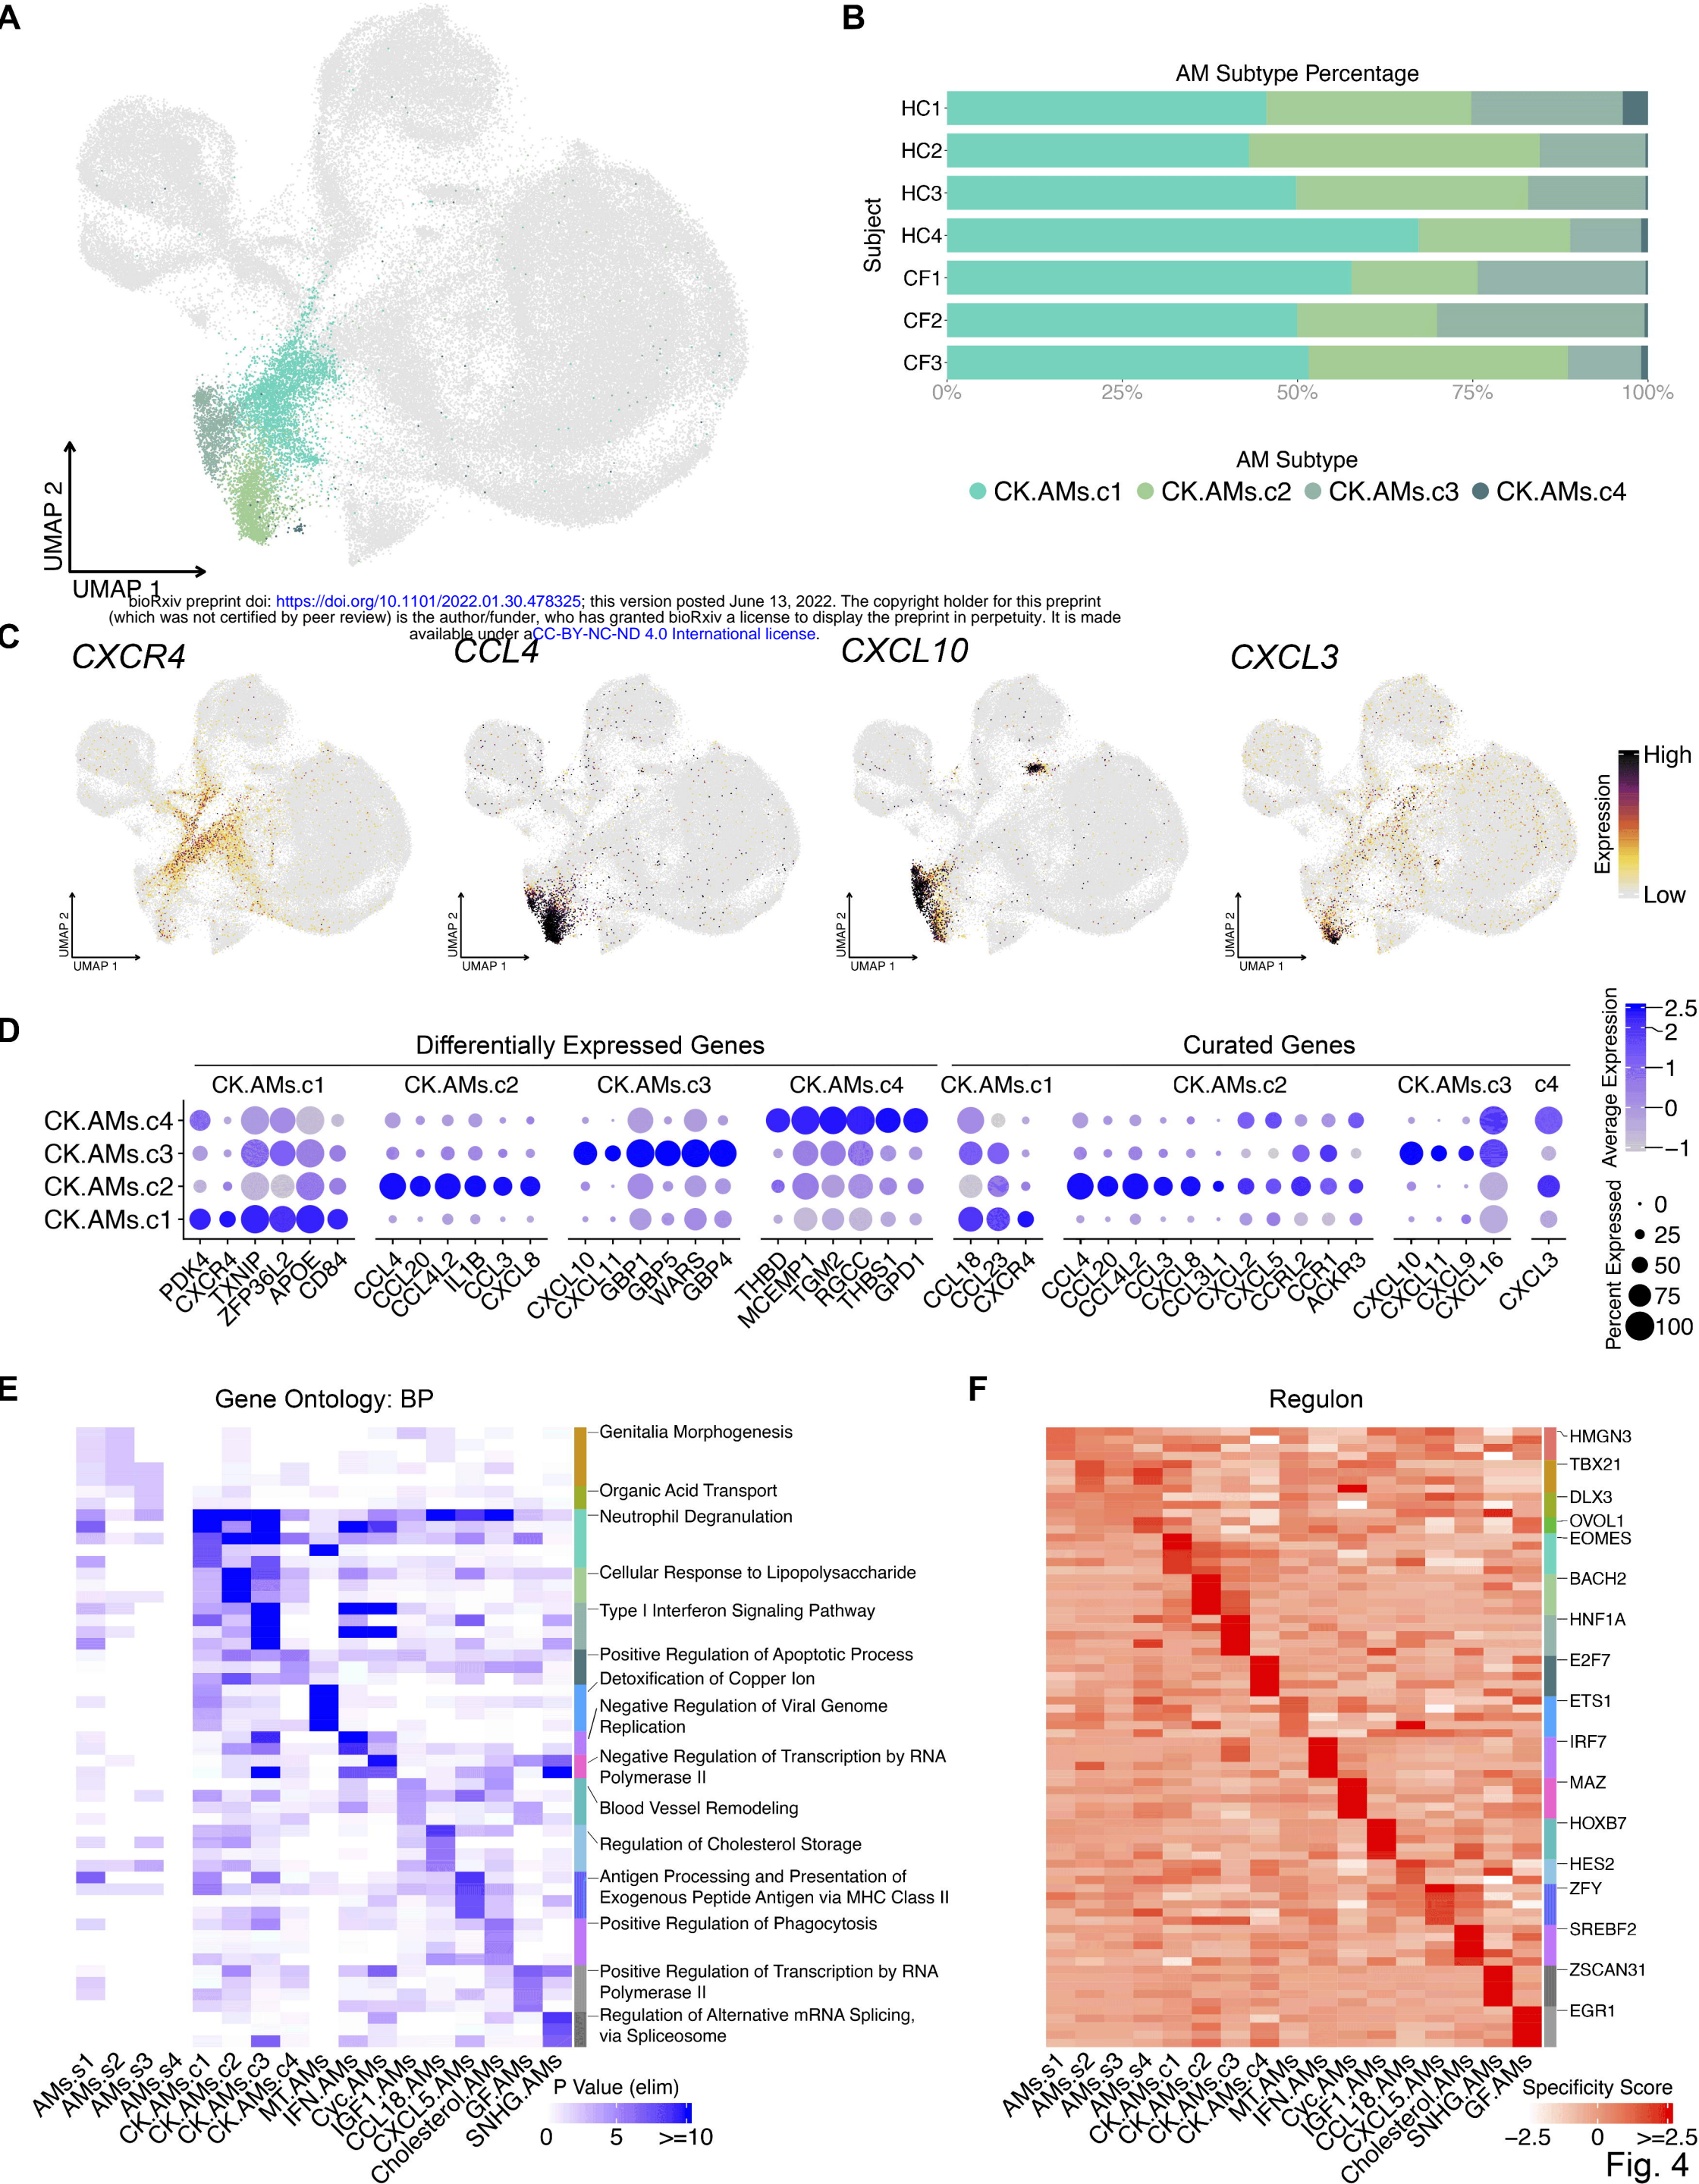 A
UMAP 2
UMAP 1
B
AM Subtype Percentage
Subject
HC1
HC2
HC3
HC4
CF1
CF2
CF3
0% 25% 50% 75% 100%
AM Subtype
CK.AMs.c1 CK.AMs.c2 CK.AMs.c3 CK.AMs.c4
bioRxiv preprint doi: https://doi.org/10.1101/2022.01.30.478325; this version posted June 13, 2022. The copyright holder for this preprint
(which was not certified by peer review) is the author/funder, who has granted bioRxiv a license to display the preprint in perpetuity. It is made
available under aCC-BY-NC-ND 4.0 International license.
C
CXCR4 CCL4 CXCL10 CXCL3
UMAP 2 UMAP 2 UMAP 2 UMAP 2
UMAP 1 UMAP 1 UMAP 1 UMAP 1
Expression
High
Low
D
Differentially Expressed Genes Curated Genes
CK.AMs.c1 CK.AMs.c2 CK.AMs.c3 CK.AMs.c4 CK.AMs.c1 CK.AMs.c2 CK.AMs.c3 c4
CK.AMs.c4
CK.AMs.c3
CK.AMs.c2
CK.AMs.c1
PDK4 CXCR4 TXNIP ZFP36L2 APOE CD84 CCL4 CCL20 CCL4L2 IL1B CCL3 CXCL8 CXCL10 CXCL11 GBP1 GBP5 WARS GBP4 THBD MCEMP1 TGM2 RGCC THBS1 GPD1 CCL18 CCL23 CXCR4 CCL4 CCL20 CCL4L2 CCL3 CXCL8 CCL3L1 CXCL2 CXCL5 CCRL2 CCR1 ACKR3 CXCL10 CXCL11 CXCL9 CXCL16 CXCL3
Average Expression
2.5
2
1
0
−1
Percent Expressed
0
25
50
75
100
E
Gene Ontology: BP
Genitalia Morphogenesis
Organic Acid Transport
Neutrophil Degranulation
Cellular Response to Lipopolysaccharide
Type I Interferon Signaling Pathway
Positive Regulation of Apoptotic Process
Detoxification of Copper Ion
Negative Regulation of Viral Genome
Replication
Negative Regulation of Transcription by RNA
Polymerase II
Blood Vessel Remodeling
Regulation of Cholesterol Storage
Antigen Processing and Presentation of
Exogenous Peptide Antigen via MHC Class II
Positive Regulation of Phagocytosis
Positive Regulation of Transcription by RNA
Polymerase II
Regulation of Alternative mRNA Splicing,
via Spliceosome
AMs.s1 AMs.s2 AMs.s3 AMs.s4 CK.AMs.c1 CK.AMs.c2 CK.AMs.c3 CK.AMs.c4 MT.AMs IFN.AMs Cyc.AMs IGF1.AMs CCL18.AMs CXCL5.AMs Cholesterol.AMs GF.AMs SNHG.AMs
P Value (elim)
0 5 >=10
F
Regulon
HMGN3
TBX21
DLX3
OVOL1
EOMES
BACH2
HNF1A
E2F7
ETS1
IRF7
MAZ
HOXB7
HES2
ZFY
SREBF2
ZSCAN31
EGR1
AMs.s1 AMs.s2 AMs.s3 AMs.s4 CK.AMs.c1 CK.AMs.c2 CK.AMs.c3 CK.AMs.c4 MT.AMs IFN.AMs Cyc.AMs IGF1.AMs CCL18.AMs CXCL5.AMs Cholesterol.AMs SNHG.AMs GF.AMs
Specificity Score
−2.5 0 >=2.5
Fig. 4